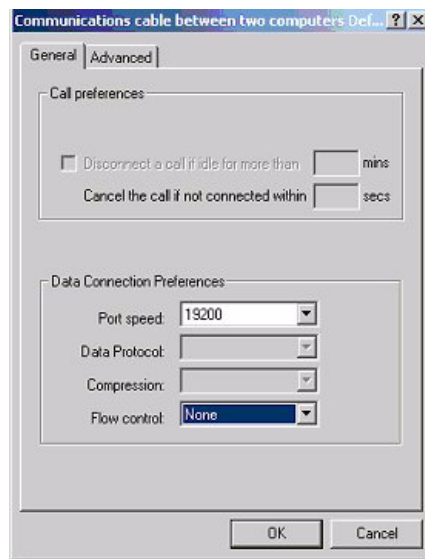 Communications cable between two computers Def...
General Advanced
Call preferences
Disconnect a call if idle for more than mins
Cancel the call if not connected within secs
Data Connection Preferences
Port speed: 19200
Data Protocol:
Compression:
Flow control: None
OK Cancel